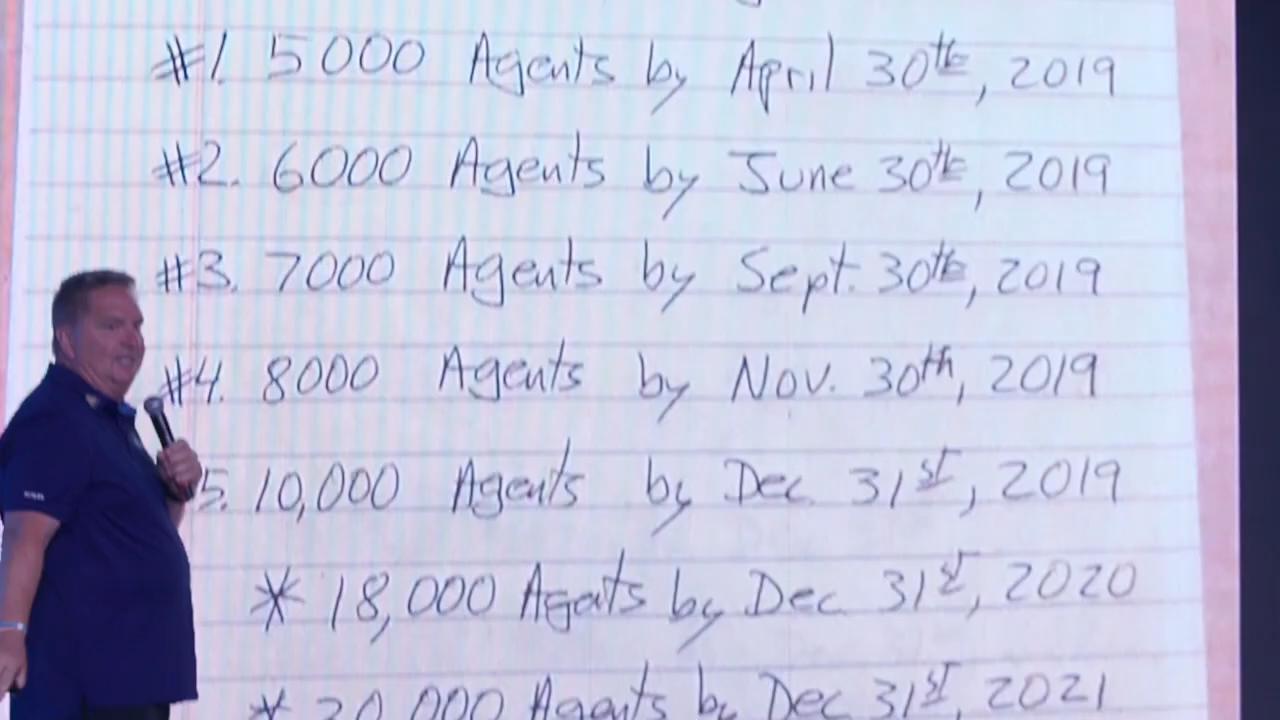 #1. 5000 Agents by April 30th, 2019
#2. 6000 Agents by June 30th, 2019
#3. 7000 Agents by Sept. 30th, 2019
#4. 8000 Agents by Nov. 30th, 2019
5. 10,000 Agents by Dec. 31st, 2019
* 18,000 Agents by Dec. 31st, 2020
* 20,000 Agents by Dec 31st, 2021